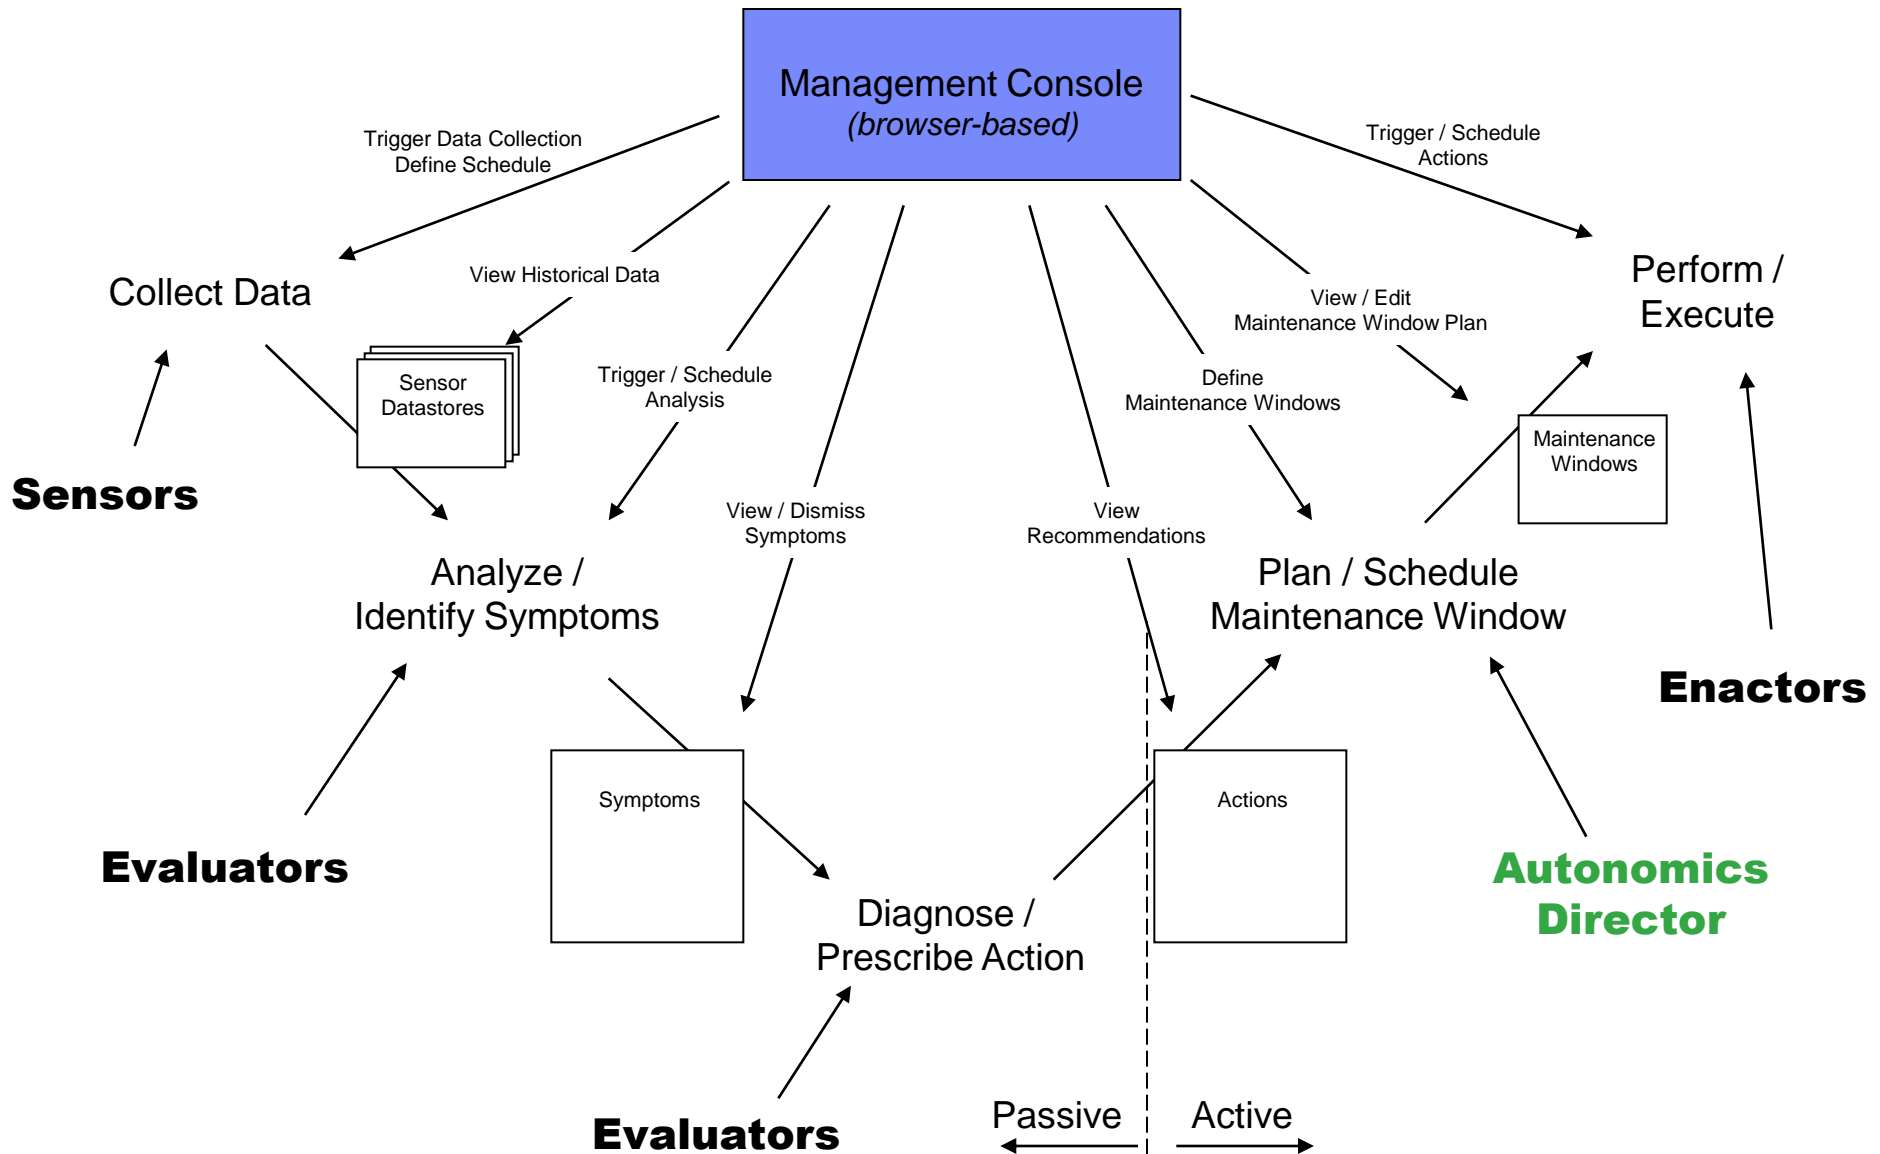 Management Console
(browser-based)
Trigger Data Collection
Define Schedule
Trigger / Schedule
Actions
View Historical Data
Collect Data
Perform /
Execute
View / Edit
Maintenance Window Plan
Sensor
Datastores
Trigger / Schedule
Analysis
Define
Maintenance Windows
Maintenance
Windows
Sensors
View / Dismiss
Symptoms
View
Recommendations
Analyze /
Identify Symptoms
Plan / Schedule
Maintenance Window
Enactors
Symptoms
Actions
Evaluators
Autonomics
Director
Diagnose /
Prescribe Action
Evaluators
Passive
Active